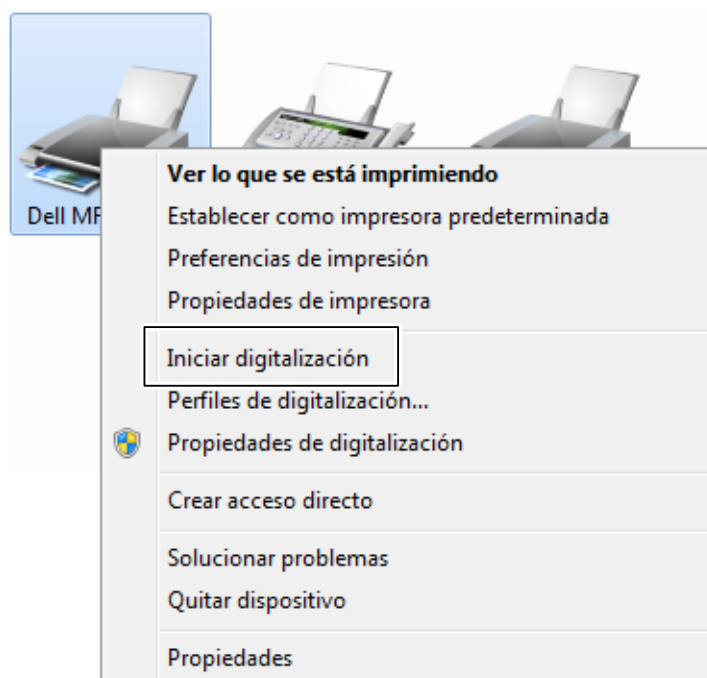 Dell MF
Ver lo que se está imprimiendo
Establecer como impresora predeterminada
Preferencias de impresión
Propiedades de impresora
Iniciar digitalización
Perfiles de digitalización...
Propiedades de digitalización
Crear acceso directo
Solucionar problemas
Quitar dispositivo
Propiedades